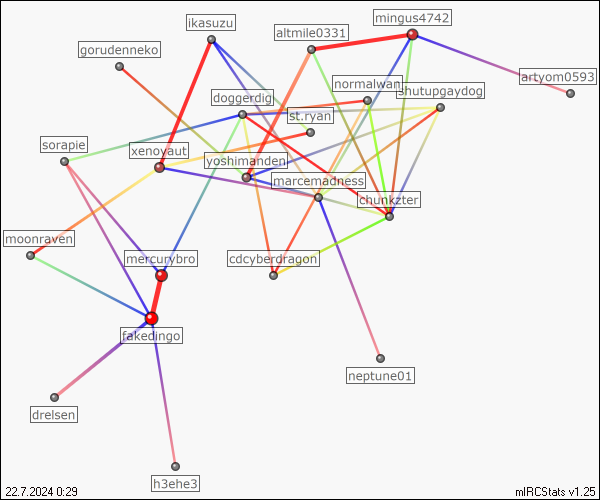 mingus4742
ikasuzu
altmile0331
gorudenneko
artyom0593
normalwan
shutupgaydog
doggerdig
st.ryan
sorapie
xenovaut
yoshimanden
marcemadness
chunkzter
moonraven
mercurybro
cdcyberdragon
fakedingo
neptune01
drelsen
h3ehe3
22.7.2024 0:29
mIRCStats v1.25